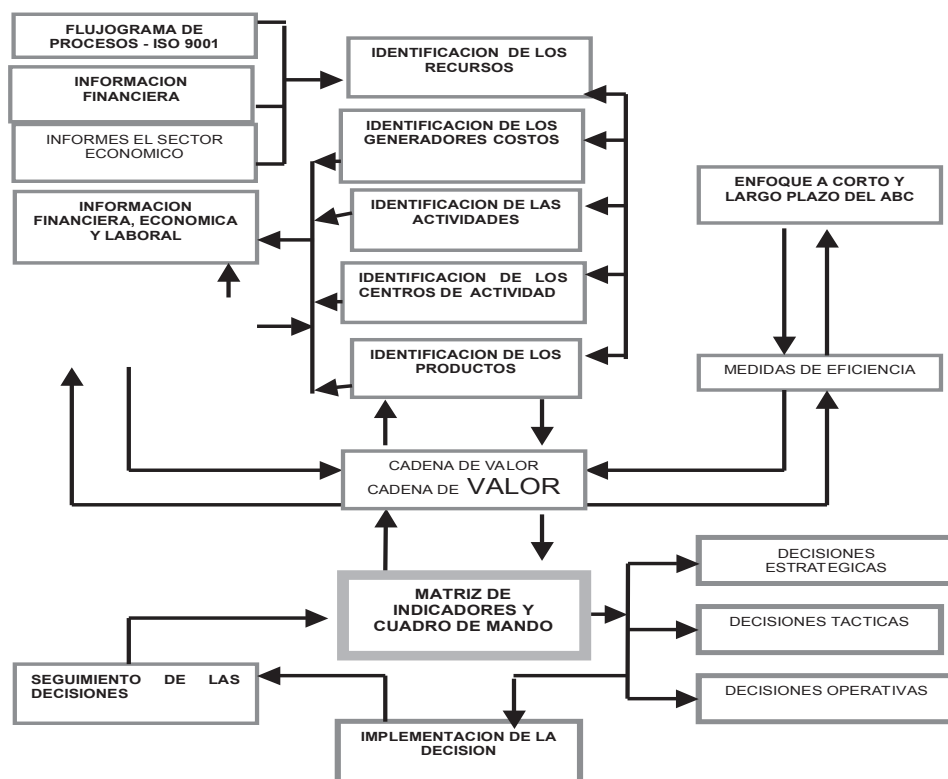 FLUJOGRAMA DE
PROCESOS - ISO 9001
INFORMACION
FINANCIERA
INFORMES EL SECTOR
ECONOMICO
INFORMACION
FINANCIERA, ECONOMICA
Y LABORAL
IDENTIFICACION DE LOS
RECURSOS
IDENTIFICACION DE LOS
GENERADORES COSTOS
IDENTIFICACION DE LAS
ACTIVIDADES
IDENTIFICACION DE LOS
CENTROS DE ACTIVIDAD
IDENTIFICACION DE LOS
PRODUCTOS
ENFOQUE A CORTO Y
LARGO PLAZO DEL ABC
MEDIDAS DE EFICIENCIA
CADENA DE VALOR
CADENA DE VALOR
MATRIZ DE
INDICADORES Y
CUADRO DE MANDO
DECISIONES
ESTRATEGICAS
DECISIONES TACTICAS
DECISIONES OPERATIVAS
SEGUIMIENTO DE LAS
DECISIONES
IMPLEMENTACION DE LA
DECISION